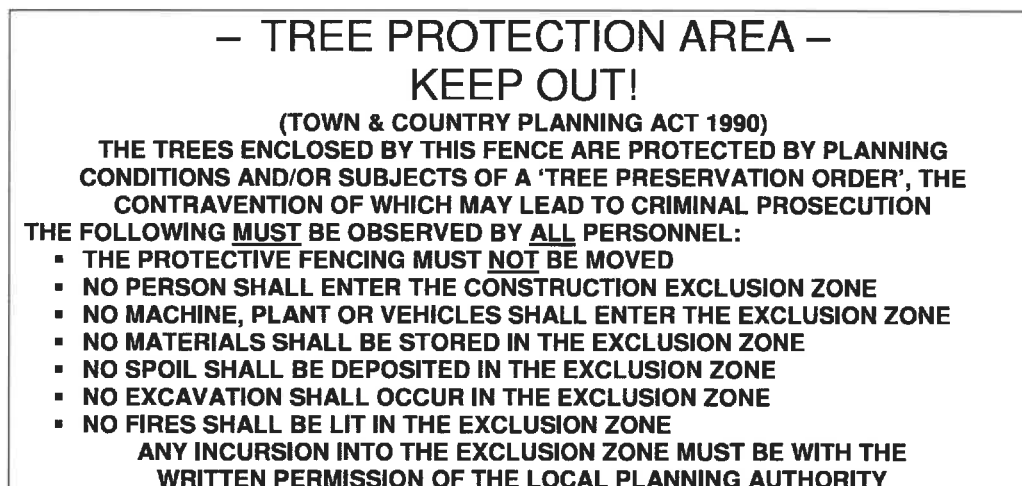 – TREE PROTECTION AREA –
KEEP OUT!
(TOWN & COUNTRY PLANNING ACT 1990)
THE TREES ENCLOSED BY THIS FENCE ARE PROTECTED BY PLANNING
CONDITIONS AND/OR SUBJECTS OF A ‘TREE PRESERVATION ORDER’, THE
CONTRAVENTION OF WHICH MAY LEAD TO CRIMINAL PROSECUTION
THE FOLLOWING MUST BE OBSERVED BY ALL PERSONNEL:
▪ THE PROTECTIVE FENCING MUST NOT BE MOVED
▪ NO PERSON SHALL ENTER THE CONSTRUCTION EXCLUSION ZONE
▪ NO MACHINE, PLANT OR VEHICLES SHALL ENTER THE EXCLUSION ZONE
▪ NO MATERIALS SHALL BE STORED IN THE EXCLUSION ZONE
▪ NO SPOIL SHALL BE DEPOSITED IN THE EXCLUSION ZONE
▪ NO EXCAVATION SHALL OCCUR IN THE EXCLUSION ZONE
▪ NO FIRES SHALL BE LIT IN THE EXCLUSION ZONE
ANY INCURSION INTO THE EXCLUSION ZONE MUST BE WITH THE
WRITTEN PERMISSION OF THE LOCAL PLANNING AUTHORITY